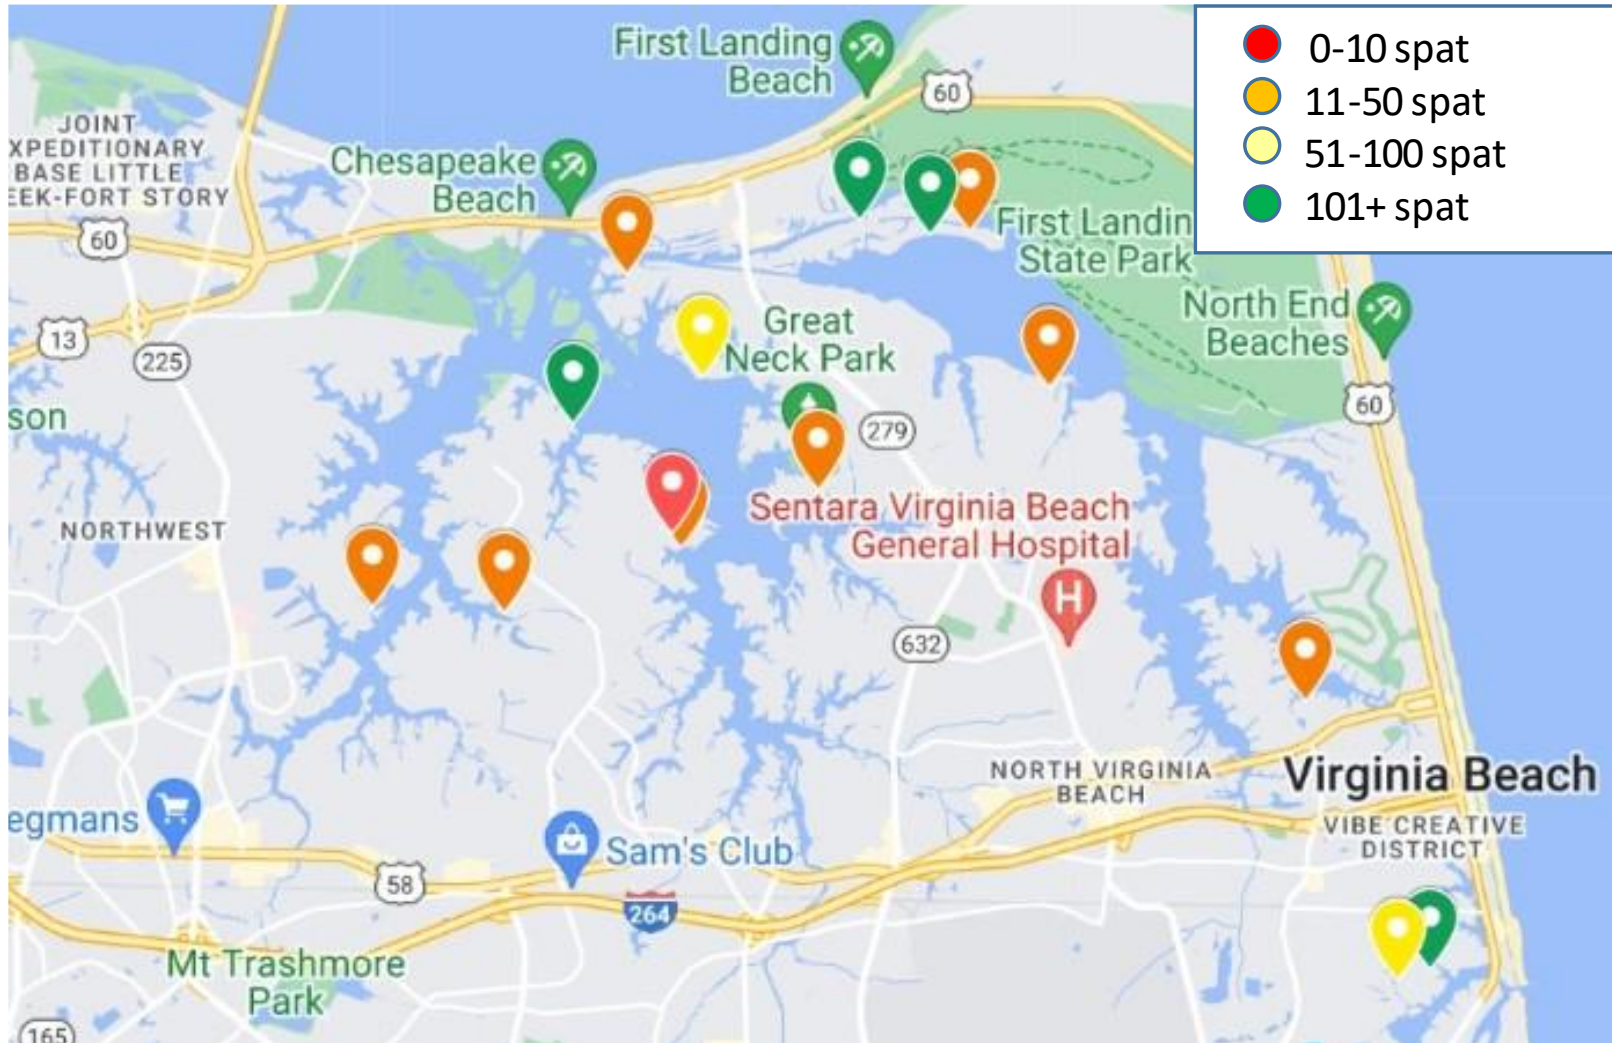 First Landing
Beach
60
0-10 spat
11-50 spat
51-100 spat
101+ spat
JOINT
XPEDITIONARY
BASE LITTLE
EEK-FORT STORY
Chesapeake
Beach
60
First Landin
State Park
North End
Beaches
13
225
Great
Neck Park
60
son
279
NORTHWEST
Sentara Virginia Beach
General Hospital
H
632
NORTH VIRGINIA
BEACH
Virginia Beach
egmans
Sam's Club
VIBE CREATIVE
DISTRICT
58
264
Mt Trashmore
Park
165